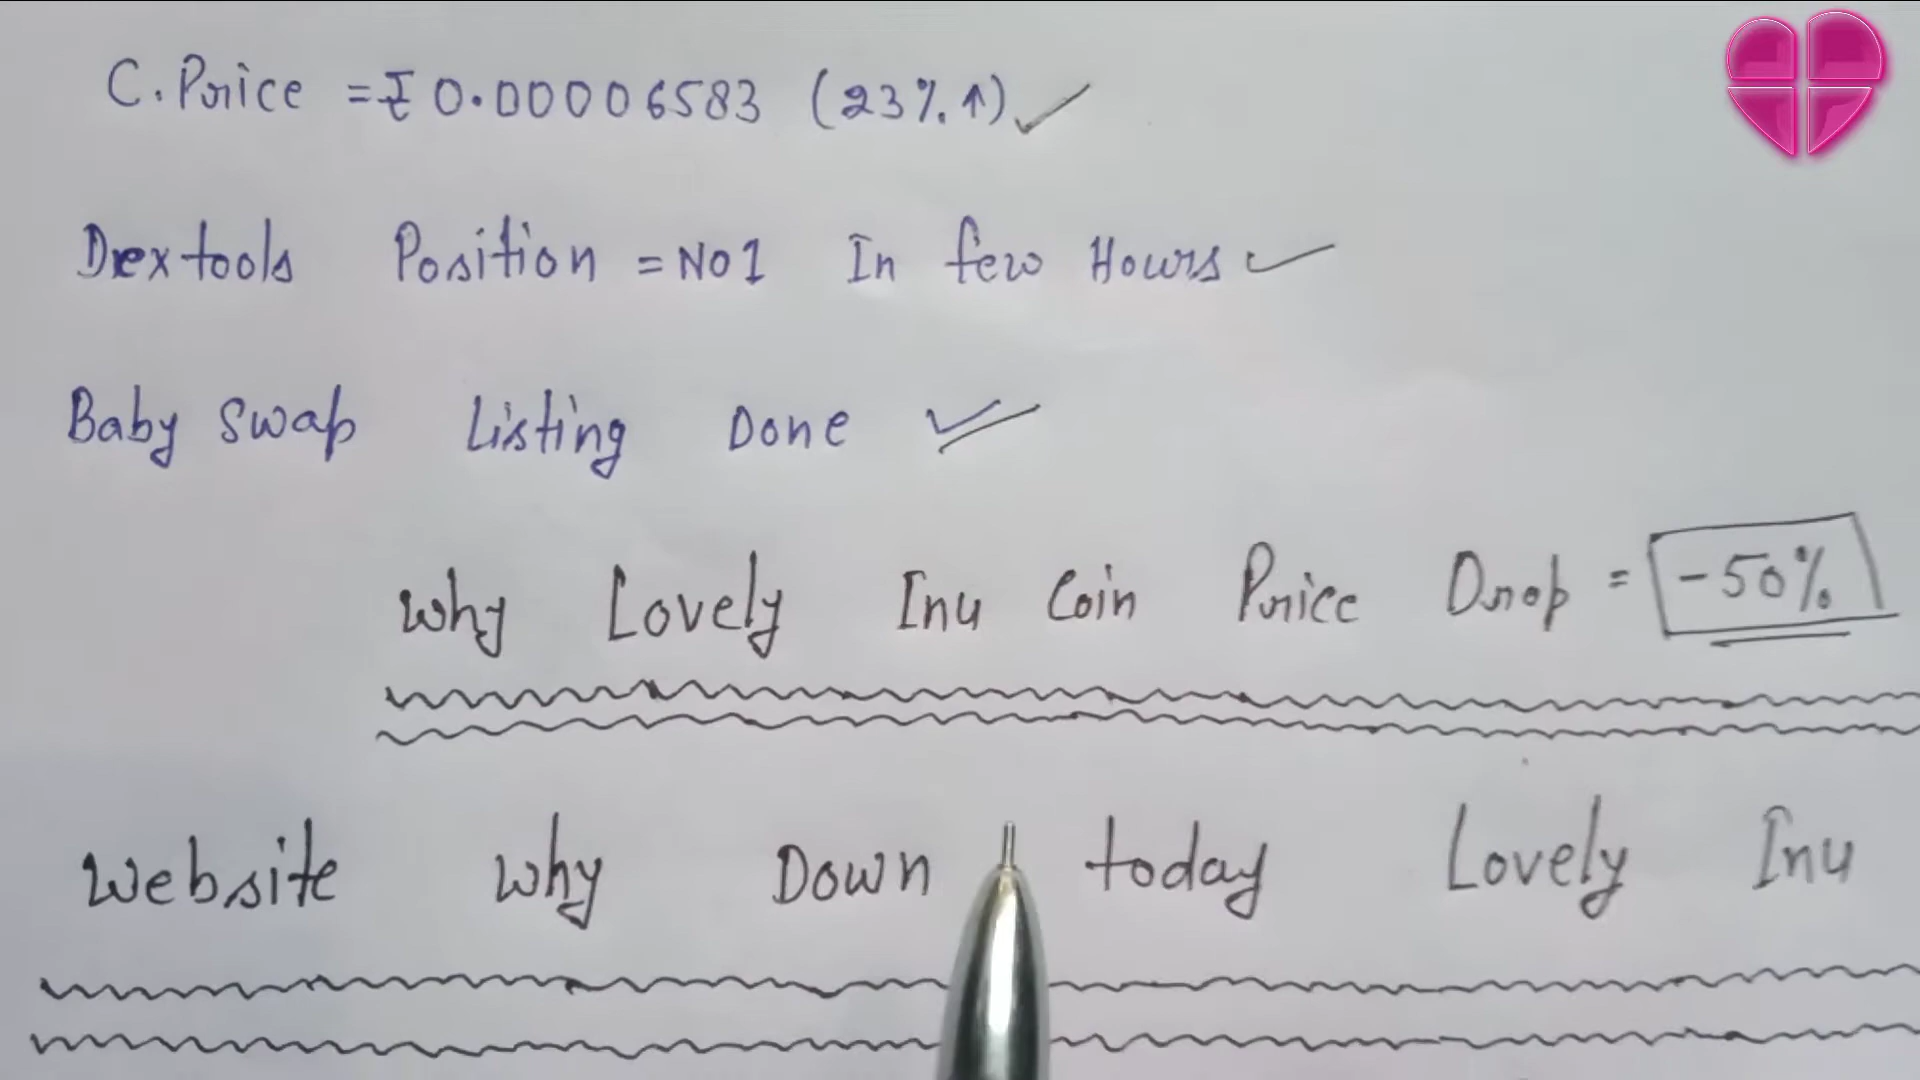 C. Price = ₹ 0.00006583 (23% ↑) ✓
Dextools Position = NO1 In few Hours ✓
Baby Swap Listing Done ✓
Why Lovely Inu Coin Price Drop = -50%
Website Why Down today Lovely Inu